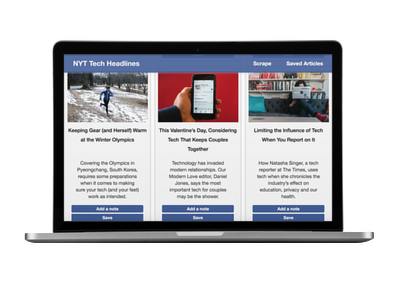 NYT Tech Headlines
Scrape
Saved Articles
Keeping Gear (and Herself) Warm
at the Winter Olympics
Covering the Olympics in
Pyeongchang, South Korea,
requires some preparations
when it comes to making
sure your tech (and your feet)
work as intended.
Add a note
Save
This Valentine's Day, Considering
Tech That Keeps Couples
Together
Technology has invaded
modern relationships. Our
Modern Love editor, Daniel
Jones, says the most
important tech for couples
may be the shower.
Add a note
Save
Limiting the Influence of Tech
When You Report on It
How Natasha Singer, a tech
reporter at The Times, uses
tech when she chronicles the
industry's effect on
education, privacy and our
health.
Add a note
Save